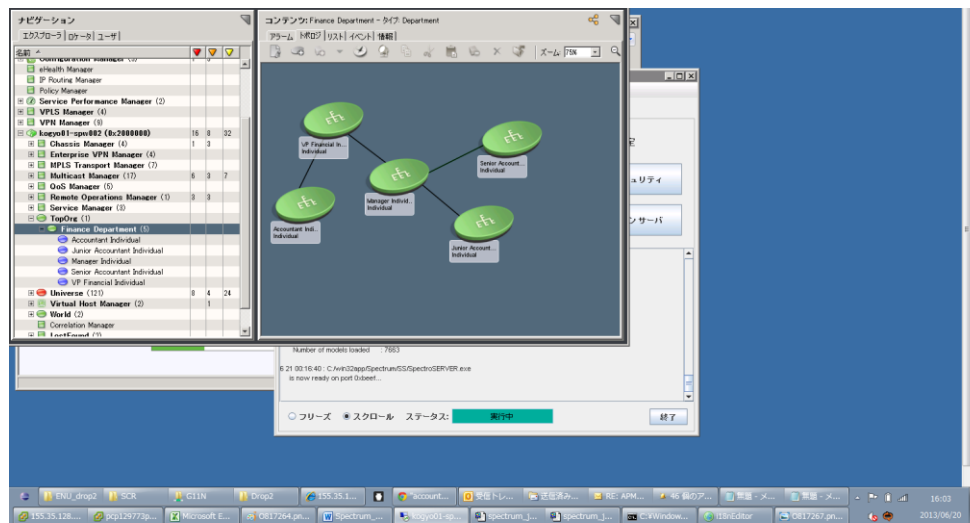 ナビゲーション
エクスプローラ ロケータ ユーザ
名前
Configuration Manager
eHealth Manager
IP Routing Manager
Policy Manager
Service Performance Manager (2)
VPLS Manager (4)
VPN Manager (9)
kogyo01-spw002 (0x2000000) 16 8 32
Chassis Manager (4) 1 3
Enterprise VPN Manager (4)
MPLS Transport Manager (7)
Multicast Manager (17) 6 3 7
QoS Manager (5)
Remote Operations Manager (1) 3 3
Service Manager (3)
TopOrg (1)
Finance Department (5)
Accountant Individual
Junior Accountant Individual
Manager Individual
Senior Accountant Individual
VP Financial Individual
Universe (121) 8 4 24
Virtual Host Manager (2) 1
World (2)
Correlation Manager
LostFound (2)
コンテンツ: Finance Department - タイプ: Department
アラーム トポロジ リスト イベント 情報
ズーム: 75%
VP Financial In...
Individual
Senior Account...
Individual
Manager Individ...
Individual
Accountant Indi...
Individual
Junior Account...
Individual
定
ュリティ
ン サーバ
Number of models loaded : 7663
6 21 00:16:40 : C:/win32app/Spectrum/SS/SpectroSERVER.exe
is now ready on port 0xbeef...
フリーズ スクロール ステータス: 実行中 終了
ENU_drop2 SCR G11N Drop2 155.35.1... "account... 受信トレ... 送信済み... RE: APM... 46 個のア... 無題 - メ... 無題 - メ... 16:03
155.35.128.... pcp129773p... Microsoft E... 0817264.pn... Spectrum_... kogyo01-sp... spectrum_j... spectrum_j... C:¥Window... i18nEditor 0817267.pn... 2013/06/20